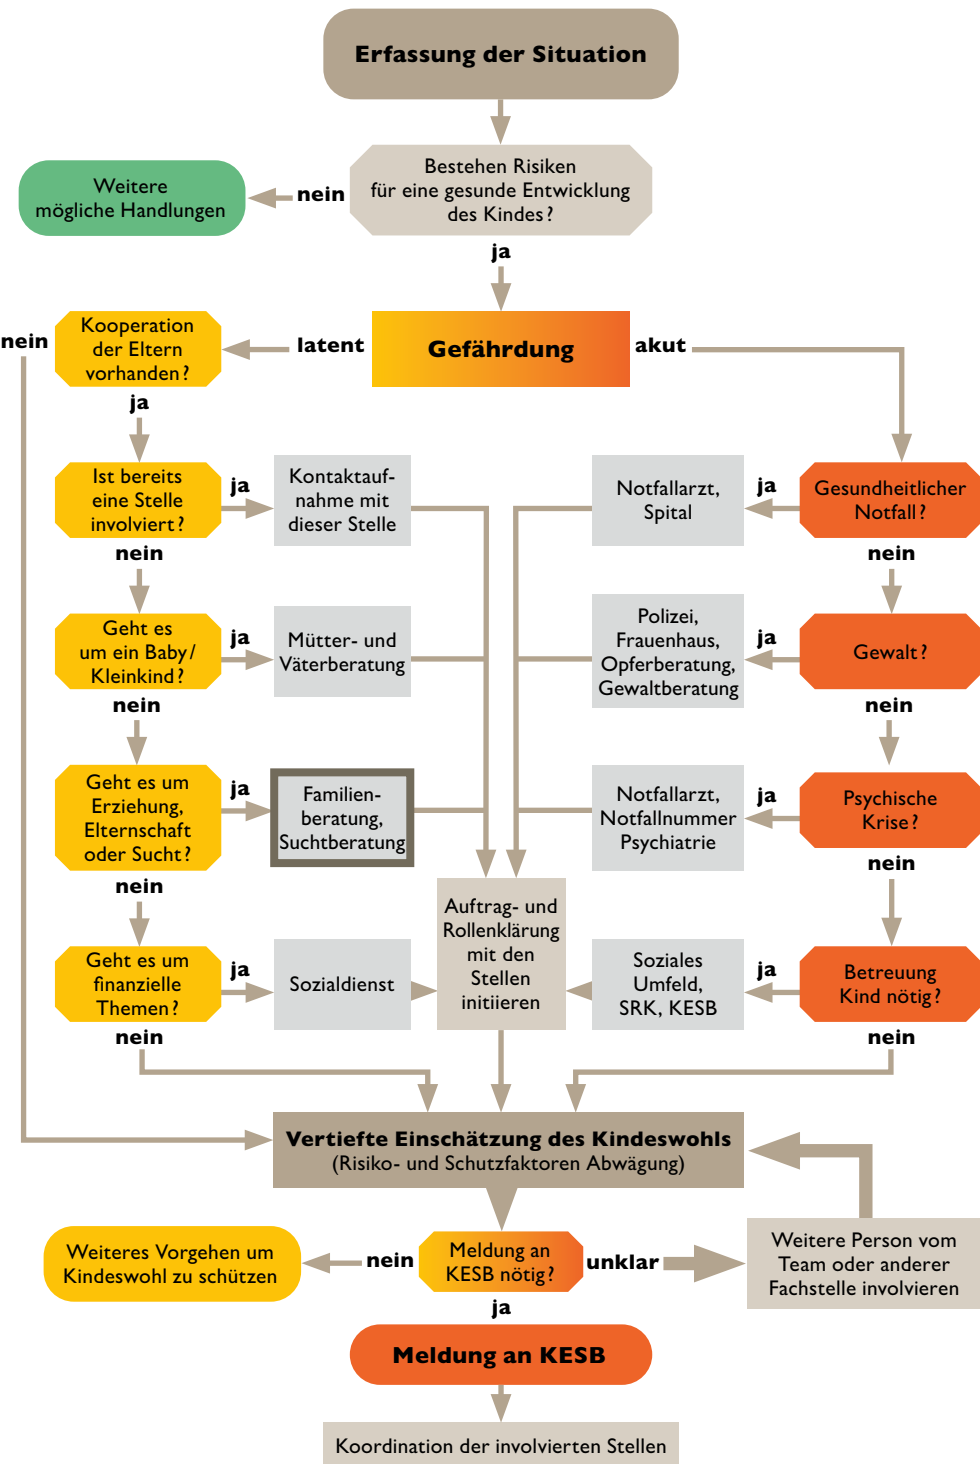 Erfassung der Situation
Bestehen Risiken
für eine gesunde Entwicklung
des Kindes?
nein
Weitere
mögliche Handlungen
ja
Gefährdung
latent
akut
nein
Kooperation
der Eltern
vorhanden?
ja
Ist bereits
eine Stelle
involviert?
ja
Kontaktauf-
nahme mit
dieser Stelle
Notfallarzt,
Spital
ja
Gesundheitlicher
Notfall?
nein
nein
Geht es
um ein Baby/
Kleinkind?
ja
Mütter- und
Väterberatung
Polizei,
Frauenhaus,
Opferberatung,
Gewaltberatung
ja
Gewalt?
nein
nein
Geht es um
Erziehung,
Elternschaft
oder Sucht?
ja
Familien-
beratung,
Suchtberatung
Notfallarzt,
Notfallnummer
Psychiatrie
ja
Psychische
Krise?
nein
nein
Geht es um
finanzielle
Themen?
ja
Sozialdienst
Auftrag- und
Rollenklärung
mit den
Stellen
initiieren
Soziales
Umfeld,
SRK, KESB
ja
Betreuung
Kind nötig?
nein
nein
Vertiefte Einschätzung des Kindeswohls
(Risiko- und Schutzfaktoren Abwägung)
Weiteres Vorgehen um
Kindeswohl zu schützen
nein
Meldung an
KESB nötig?
unklar
Weitere Person vom
Team oder anderer
Fachstelle involvieren
ja
Meldung an KESB
Koordination der involvierten Stellen